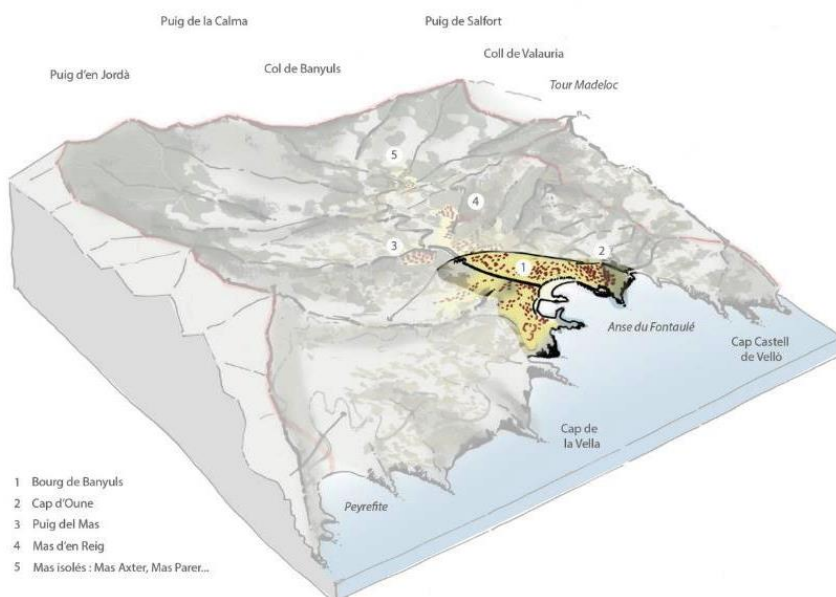 Puig de la Calma
Puig de Salfort
Puig d'en Jordà
Col de Banyuls
Coll de Valauria
Tour Madeloc
5
4
3
1
2
Anse du Fontaulé
Cap Castell
de Vellò
Cap de
la Vella
Peyrefite
1 Bourg de Banyuls
2 Cap d'Oune
3 Puig del Mas
4 Mas d'en Reig
5 Mas isolés : Mas Axter, Mas Parer...